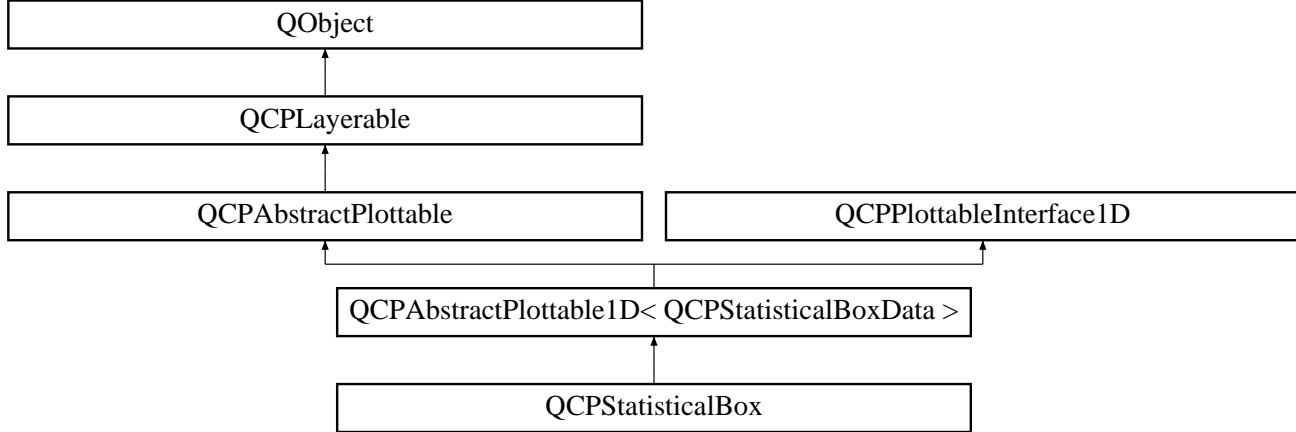 QObject
QCPLayerable
QCPAbstractPlottable
QCPPlottableInterface1D
QCPAbstractPlottable1D< QCPStatisticalBoxData >
QCPStatisticalBox